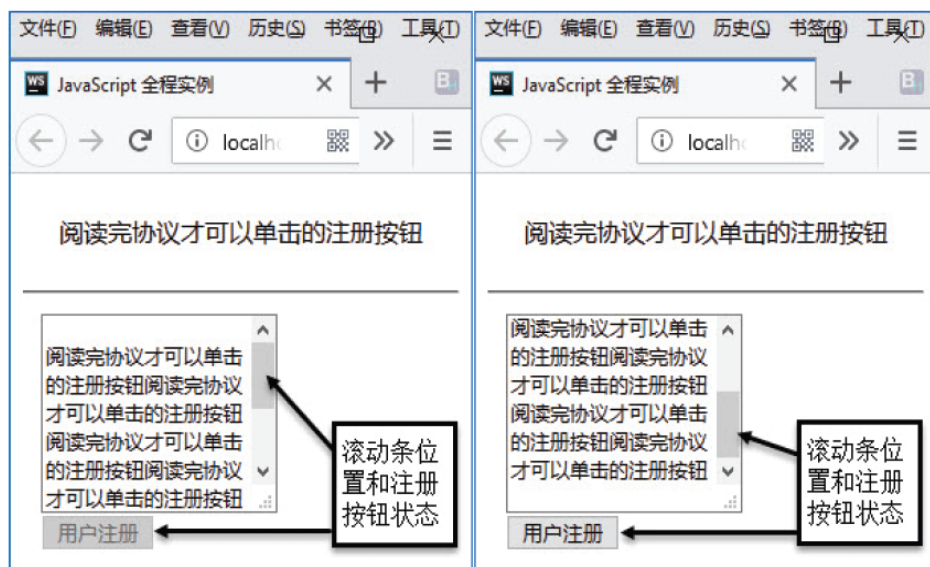 文件(F) 编辑(E) 查看(V) 历史(S) 书签(B) 工具(T)
WS JavaScript 全程实例
localh
阅读完协议才可以单击的注册按钮
阅读完协议才可以单击
的注册按钮阅读完协议
才可以单击的注册按钮
阅读完协议才可以单击
的注册按钮阅读完协议
才可以单击的注册按钮
用户注册
滚动条位
置和注册
按钮状态
文件(F) 编辑(E) 查看(V) 历史(S) 书签(B) 工具(T)
WS JavaScript 全程实例
localh
阅读完协议才可以单击的注册按钮
阅读完协议才可以单击
的注册按钮阅读完协议
才可以单击的注册按钮
阅读完协议才可以单击
的注册按钮阅读完协议
才可以单击的注册按钮
用户注册
滚动条位
置和注册
按钮状态